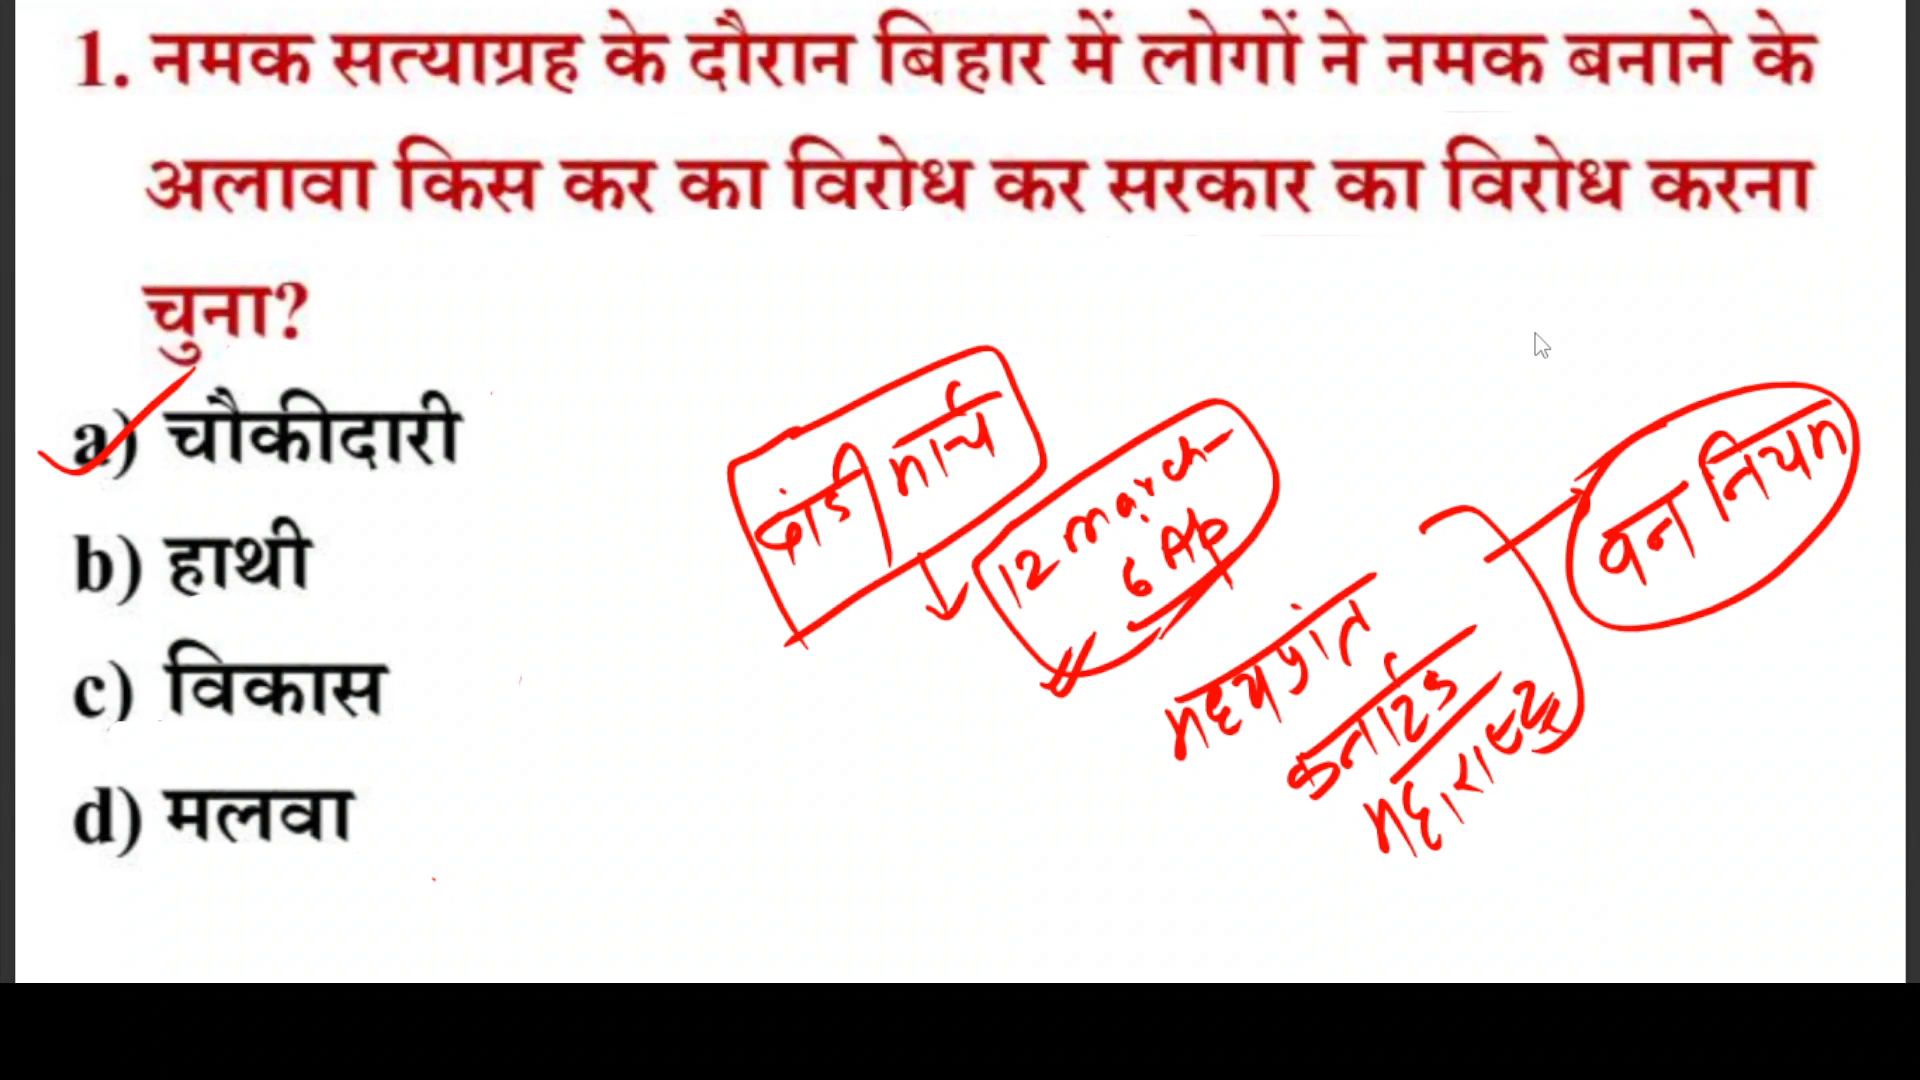 1. नमक सत्याग्रह के दौरान बिहार में लोगों ने नमक बनाने के
अलावा किस कर का विरोध कर सरकार का विरोध करना
चुना?
a) चौकीदारी
b) हाथी
c) विकास
d) मलवा
दांडी मार्च
12 march-
6 Ap
मध्यप्रांत
कर्नाटक
महाराष्ट्र
वन नियम